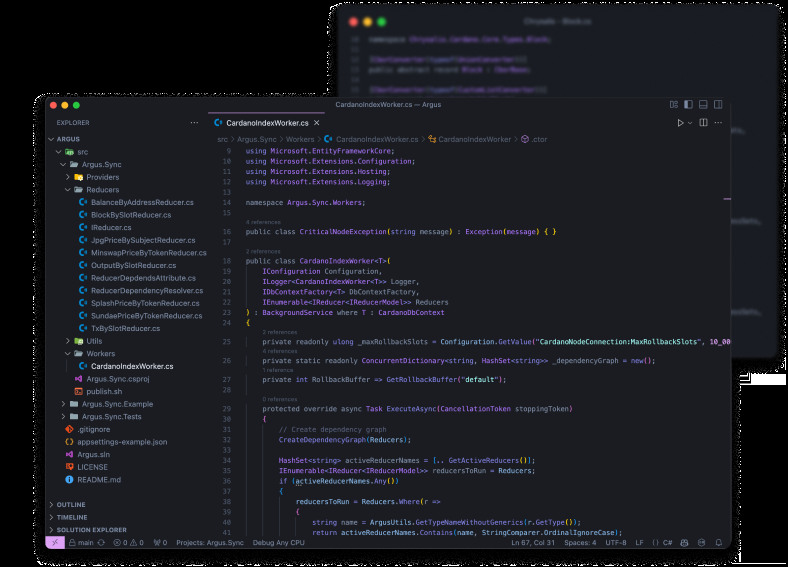 Chrysalis - Block.cs
namespace Chrysalis.Cardano.Core.Types.Block;
public abstract record Block : CborBase;
CardanoIndexWorker.cs — Argus
EXPLORER
···
CardanoIndexWorker.cs ×
ARGUS
src
Argus.Sync
Providers
Reducers
BalanceByAddressReducer.cs
BlockBySlotReducer.cs
IReducer.cs
JpgPriceBySubjectReducer.cs
MinswapPriceByTokenReducer.cs
OutputBySlotReducer.cs
ReducerDepdendsAttribute.cs
ReducerDependencyResolver.cs
SplashPriceByTokenReducer.cs
SundaePriceByTokenReducer.cs
TxBySlotReducer.cs
Utils
Workers
CardanoIndexWorker.cs
Argus.Sync.csproj
publish.sh
Argus.Sync.Example
Argus.Sync.Tests
.gitignore
appsettings-example.json
Argus.sln
LICENSE
README.md
OUTLINE
TIMELINE
SOLUTION EXPLORER
src > Argus.Sync > Workers > CardanoIndexWorker.cs > CardanoIndexWorker > .ctor
9 using Microsoft.EntityFrameworkCore;
10 using Microsoft.Extensions.Configuration;
11 using Microsoft.Extensions.Hosting;
12 using Microsoft.Extensions.Logging;
13
14 namespace Argus.Sync.Workers;
15
4 references
16 public class CriticalNodeException(string message) : Exception(message) { }
17
2 references
18 public class CardanoIndexWorker<T>(
19 IConfiguration Configuration,
20 ILogger<CardanoIndexWorker<T>> Logger,
21 IDbContextFactory<T> DbContextFactory,
22 IEnumerable<IReducer<IReducerModel>> Reducers
23 ) : BackgroundService where T : CardanoDbContext
24 {
3 references
25 private readonly ulong _maxRollbackSlots = Configuration.GetValue("CardanoNodeConnection:MaxRollbackSlots", 10_00
4 references
26 private static readonly ConcurrentDictionary<string, HashSet<string>> _dependencyGraph = new();
1 reference
27 private int RollbackBuffer => GetRollbackBuffer("default");
28
0 references
29 protected override async Task ExecuteAsync(CancellationToken stoppingToken)
30 {
31 // Create dependency graph
32 CreateDependencyGraph(Reducers);
33
34 HashSet<string> activeReducerNames = [.. GetActiveReducers()];
35 IEnumerable<IReducer<IReducerModel>> reducersToRun = Reducers;
36 if (activeReducerNames.Any())
37 {
38 reducersToRun = Reducers.Where(r =>
39 {
40 string name = ArgusUtils.GetTypeNameWithoutGenerics(r.GetType());
41 return activeReducerNames.Contains(name, StringComparer.OrdinalIgnoreCase);
main 0 0 0 Projects: Argus.Sync Debug Any CPU Ln 67, Col 31 Spaces: 4 UTF-8 LF C#